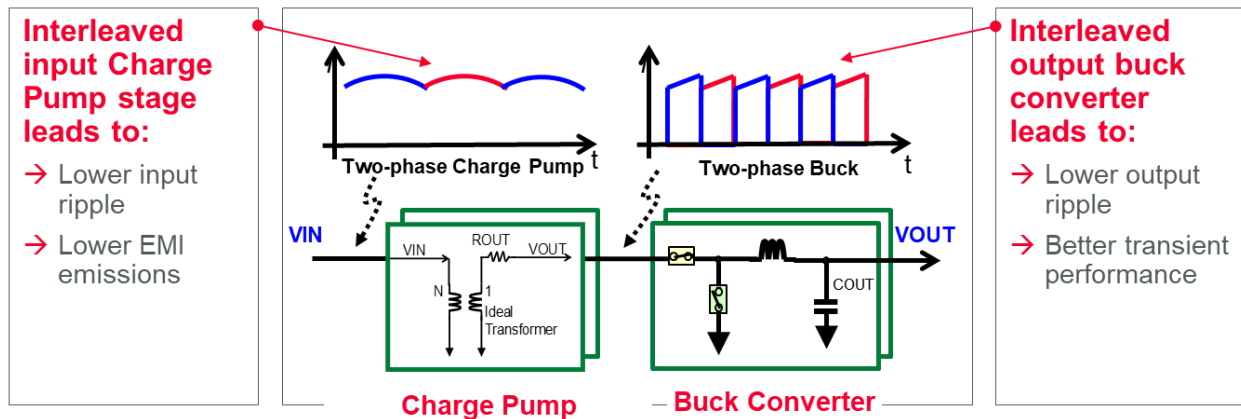 Interleaved
input Charge
Pump stage
leads to:
→ Lower input
ripple
→ Lower EMI
emissions
t
Two-phase Charge Pump
t
Two-phase Buck
VIN
VIN
ROUT
VOUT
N
1
Ideal
Transformer
Charge Pump
COUT
VOUT
Buck Converter
Interleaved
output buck
converter
leads to:
→ Lower output
ripple
→ Better transient
performance